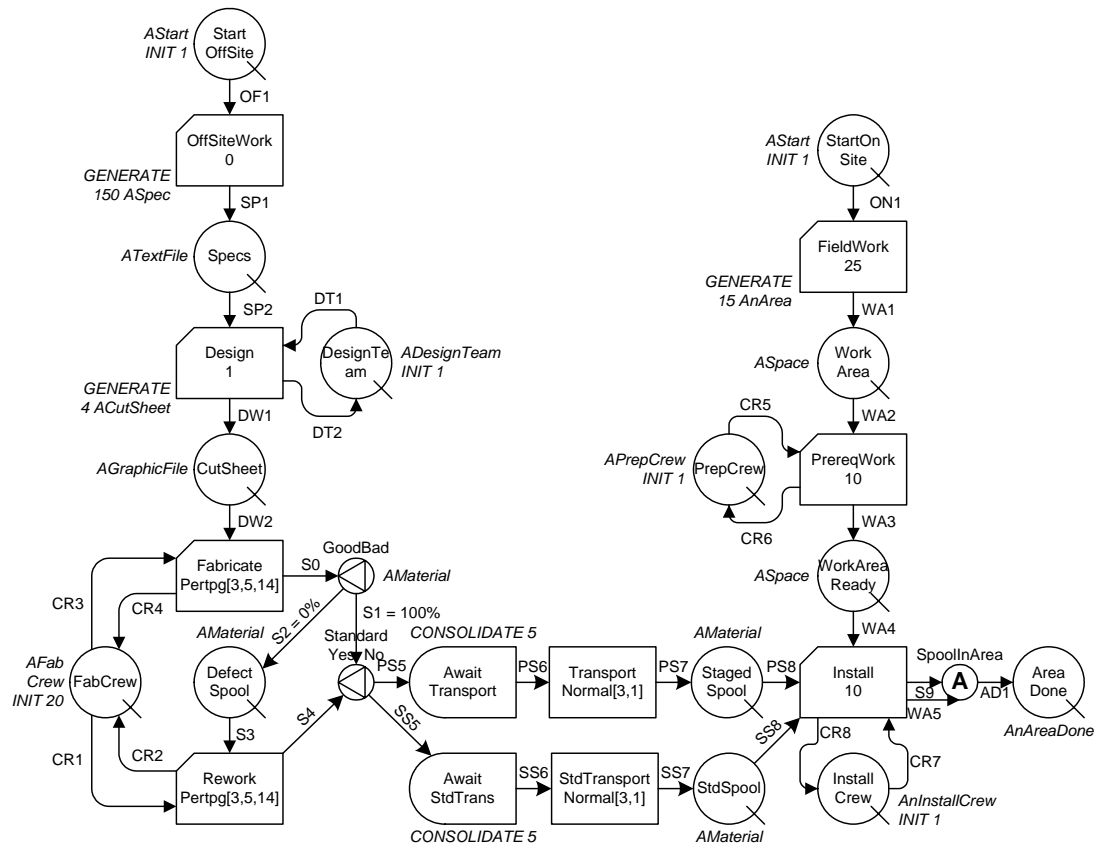 AStart
INIT 1
Start
OffSite
OF1
OffSiteWork
0
GENERATE
150 ASpec
SP1
ATextFile
Specs
SP2
Design
1
GENERATE
4 ACutSheet
DT1
DesignTe
am
ADesignTeam
INIT 1
DT2
DW1
AGraphicFile
CutSheet
DW2
Fabricate
Pertpg[3,5,14]
S0
GoodBad
AMaterial
CR3
CR4
S2 = 0%
S1 = 100%
AMaterial
Defect
Spool
Standard
Yes No
AFab
Crew
INIT 20
FabCrew
S3
S4
CR1
CR2
Rework
Pertpg[3,5,14]
PS5
CONSOLIDATE 5
Await
Transport
PS6
Transport
Normal[3,1]
PS7
AMaterial
Staged
Spool
PS8
SS5
Await
StdTrans
CONSOLIDATE 5
SS6
StdTransport
Normal[3,1]
SS7
StdSpool
AMaterial
SS8
AStart
INIT 1
StartOn
Site
ON1
FieldWork
25
GENERATE
15 AnArea
WA1
ASpace
Work
Area
WA2
CR5
APrepCrew
INIT 1
PrepCrew
PrereqWork
10
CR6
WA3
ASpace
WorkArea
Ready
WA4
Install
10
SpoolInArea
A
S9
WA5
AD1
Area
Done
AnAreaDone
CR8
CR7
Install
Crew
AnInstallCrew
INIT 1